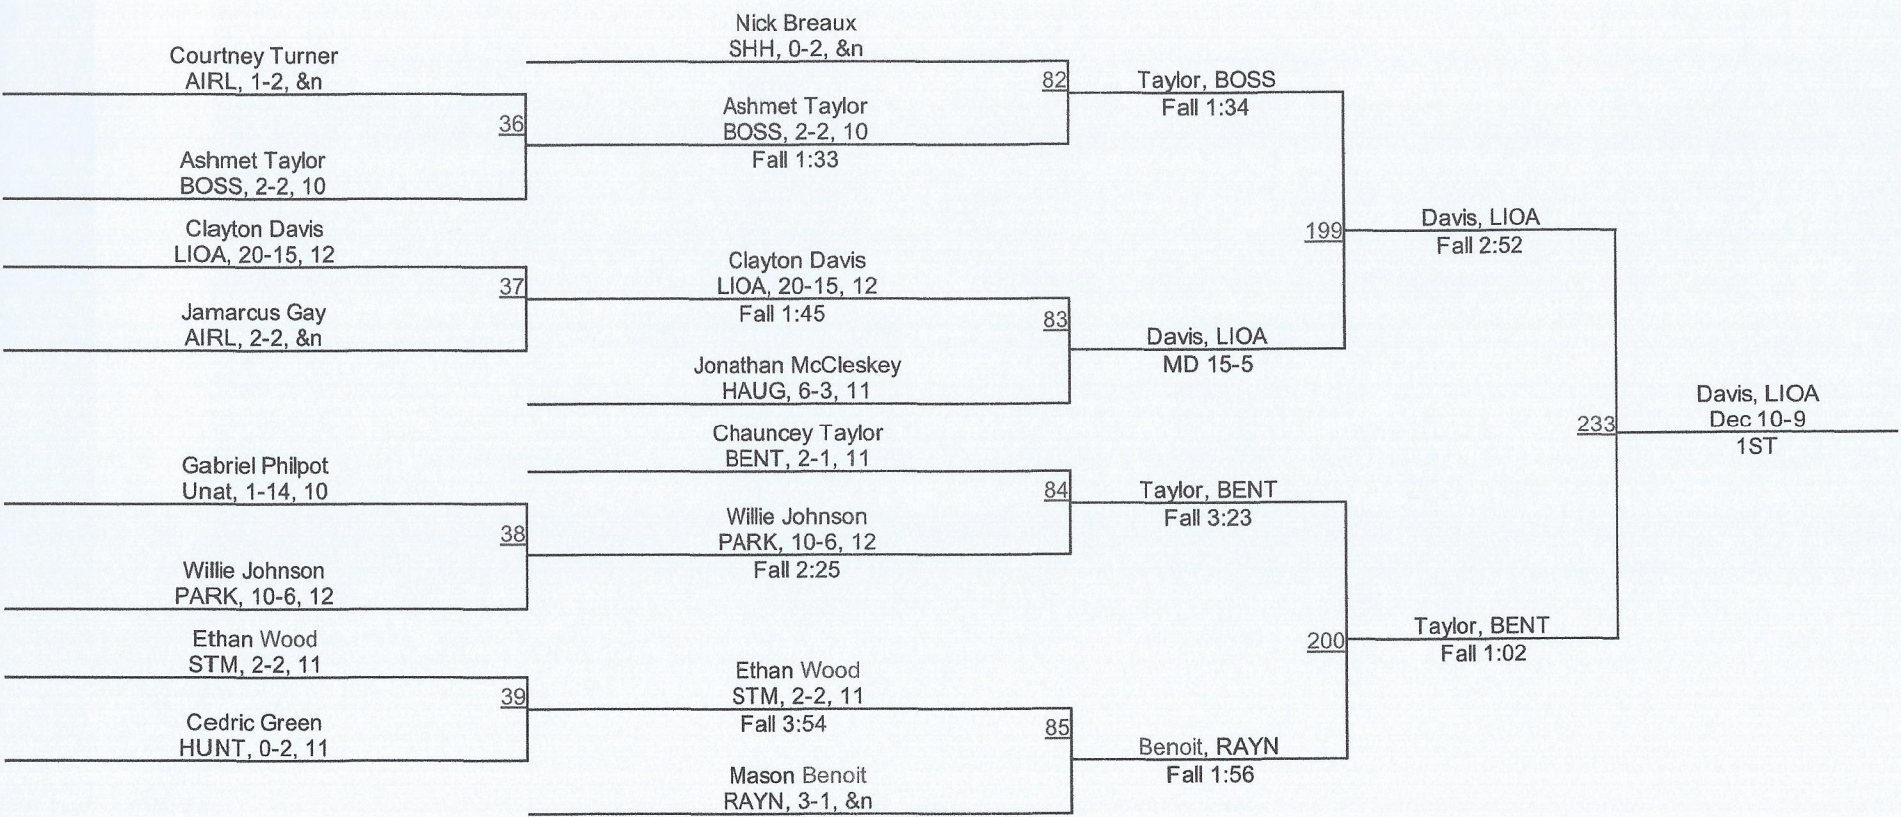 Courtney Turner
AIRL, 1-2, &n
36
Ashmet Taylor
BOSS, 2-2, 10
Clayton Davis
LIOA, 20-15, 12
37
Jamarcus Gay
AIRL, 2-2, &n
Gabriel Philpot
Unat, 1-14, 10
38
Willie Johnson
PARK, 10-6, 12
Ethan Wood
STM, 2-2, 11
39
Cedric Green
HUNT, 0-2, 11
Nick Breaux
SHH, 0-2, &n
82
Ashmet Taylor
BOSS, 2-2, 10
Fall 1:33
Clayton Davis
LIOA, 20-15, 12
Fall 1:45
83
Jonathan McCleskey
HAUG, 6-3, 11
Chauncey Taylor
BENT, 2-1, 11
84
Willie Johnson
PARK, 10-6, 12
Fall 2:25
Ethan Wood
STM, 2-2, 11
Fall 3:54
85
Mason Benoit
RAYN, 3-1, &n
Taylor, BOSS
Fall 1:34
199
Davis, LIOA
MD 15-5
Taylor, BENT
Fall 3:23
200
Benoit, RAYN
Fall 1:56
Davis, LIOA
Fall 2:52
233
Taylor, BENT
Fall 1:02
Davis, LIOA
Dec 10-9
1ST